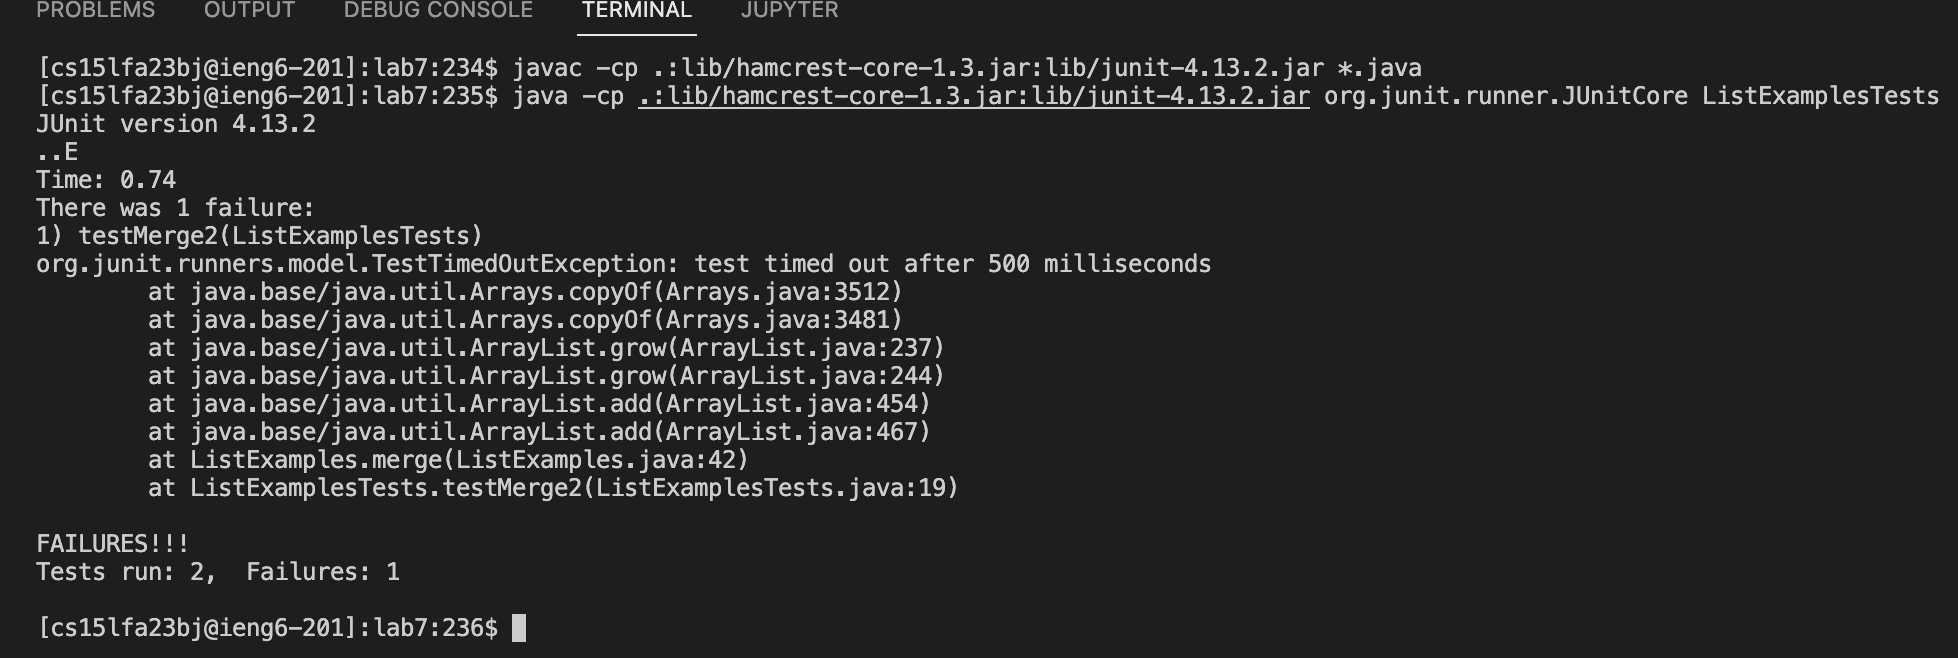 PROBLEMS OUTPUT DEBUG CONSOLE TERMINAL JUPYTER
[cs15lfa23bj@ieng6-201]:lab7:234$ javac -cp .:lib/hamcrest-core-1.3.jar:lib/junit-4.13.2.jar *.java
[cs15lfa23bj@ieng6-201]:lab7:235$ java -cp .:lib/hamcrest-core-1.3.jar:lib/junit-4.13.2.jar org.junit.runner.JUnitCore ListExamplesTests
JUnit version 4.13.2
..E
Time: 0.74
There was 1 failure:
1) testMerge2(ListExamplesTests)
org.junit.runners.model.TestTimedOutException: test timed out after 500 milliseconds
        at java.base/java.util.Arrays.copyOf(Arrays.java:3512)
        at java.base/java.util.Arrays.copyOf(Arrays.java:3481)
        at java.base/java.util.ArrayList.grow(ArrayList.java:237)
        at java.base/java.util.ArrayList.grow(ArrayList.java:244)
        at java.base/java.util.ArrayList.add(ArrayList.java:454)
        at java.base/java.util.ArrayList.add(ArrayList.java:467)
        at ListExamples.merge(ListExamples.java:42)
        at ListExamplesTests.testMerge2(ListExamplesTests.java:19)
FAILURES!!!
Tests run: 2,  Failures: 1
[cs15lfa23bj@ieng6-201]:lab7:236$